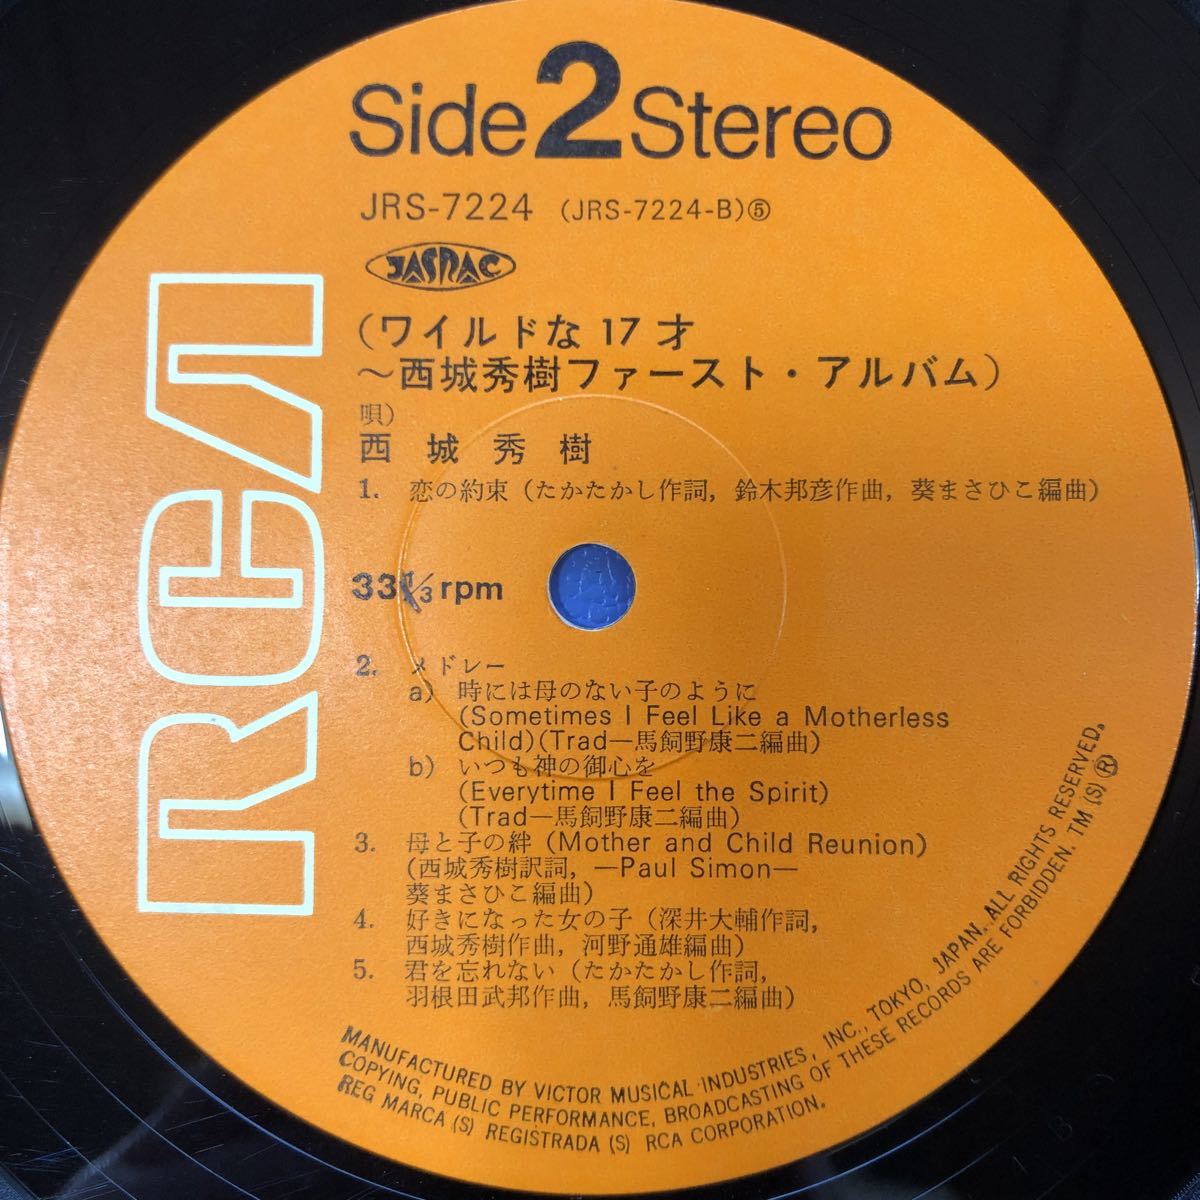 Side 2 Stereo
JRS-7224 (JRS-7224-B)⑤
JASRAC
RCA
(ワイルドな17才
〜西城秀樹ファースト・アルバム)
唄)
西城秀樹
1. 恋の約束 (たかたかし作詞, 鈴木邦彦作曲, 葵まさひこ編曲)
33 1/3 rpm
2. メドレー
a) 時には母のない子のように
(Sometimes I Feel Like a Motherless
Child)(Trad—馬飼野康二編曲)
b) いつも神の御心を
(Everytime I Feel the Spirit)
(Trad—馬飼野康二編曲)
3. 母と子の絆 (Mother and Child Reunion)
(西城秀樹訳詞, —Paul Simon—
葵まさひこ編曲)
4. 好きになった女の子 (深井大輔作詞,
西城秀樹作曲, 河野通雄編曲)
5. 君を忘れない (たかたかし作詞,
羽根田武邦作曲, 馬飼野康二編曲)
MANUFACTURED BY VICTOR MUSICAL INDUSTRIES, INC., TOKYO, JAPAN. ALL RIGHTS RESERVED.
COPYING, PUBLIC PERFORMANCE, BROADCASTING OF THESE RECORDS ARE FORBIDDEN. TM (S) ®
REG MARCA (S) REGISTRADA (S) RCA CORPORATION.